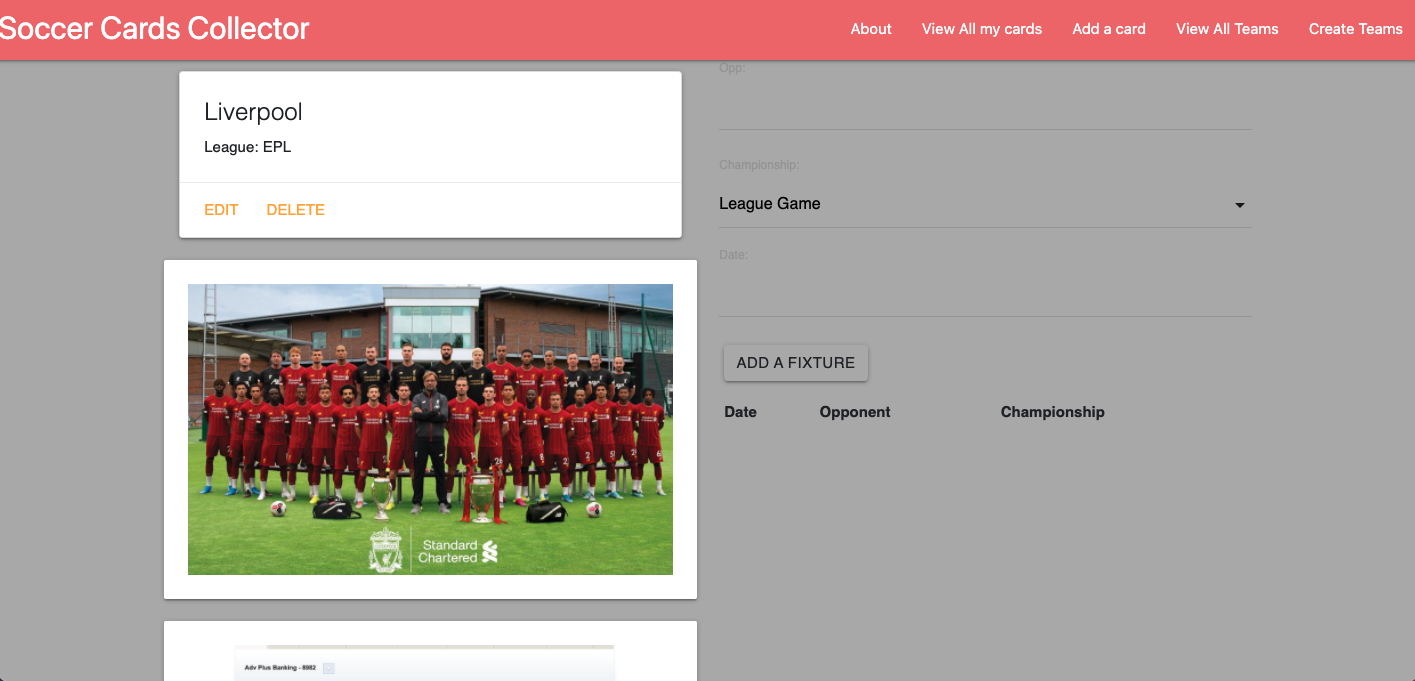 Soccer Cards Collector
About View All my cards Add a card View All Teams Create Teams
Liverpool
League: EPL
EDIT DELETE
Standard
Chartered
Adv Plus Banking - 8982
Opp:
Championship:
League Game
Date:
ADD A FIXTURE
Date Opponent Championship